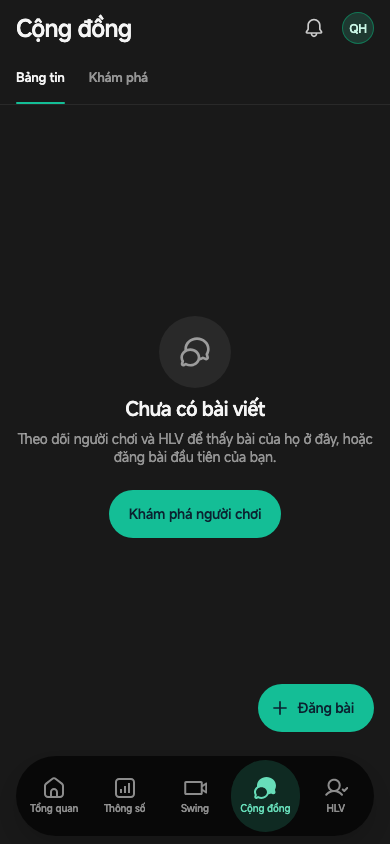 Cộng đồng
QH
Bảng tin
Khám phá
Chưa có bài viết
Theo dõi người chơi và HLV để thấy bài của họ ở đây, hoặc
đăng bài đầu tiên của bạn.
Khám phá người chơi
Đăng bài
Tổng quan
Thông số
Swing
Cộng đồng
HLV